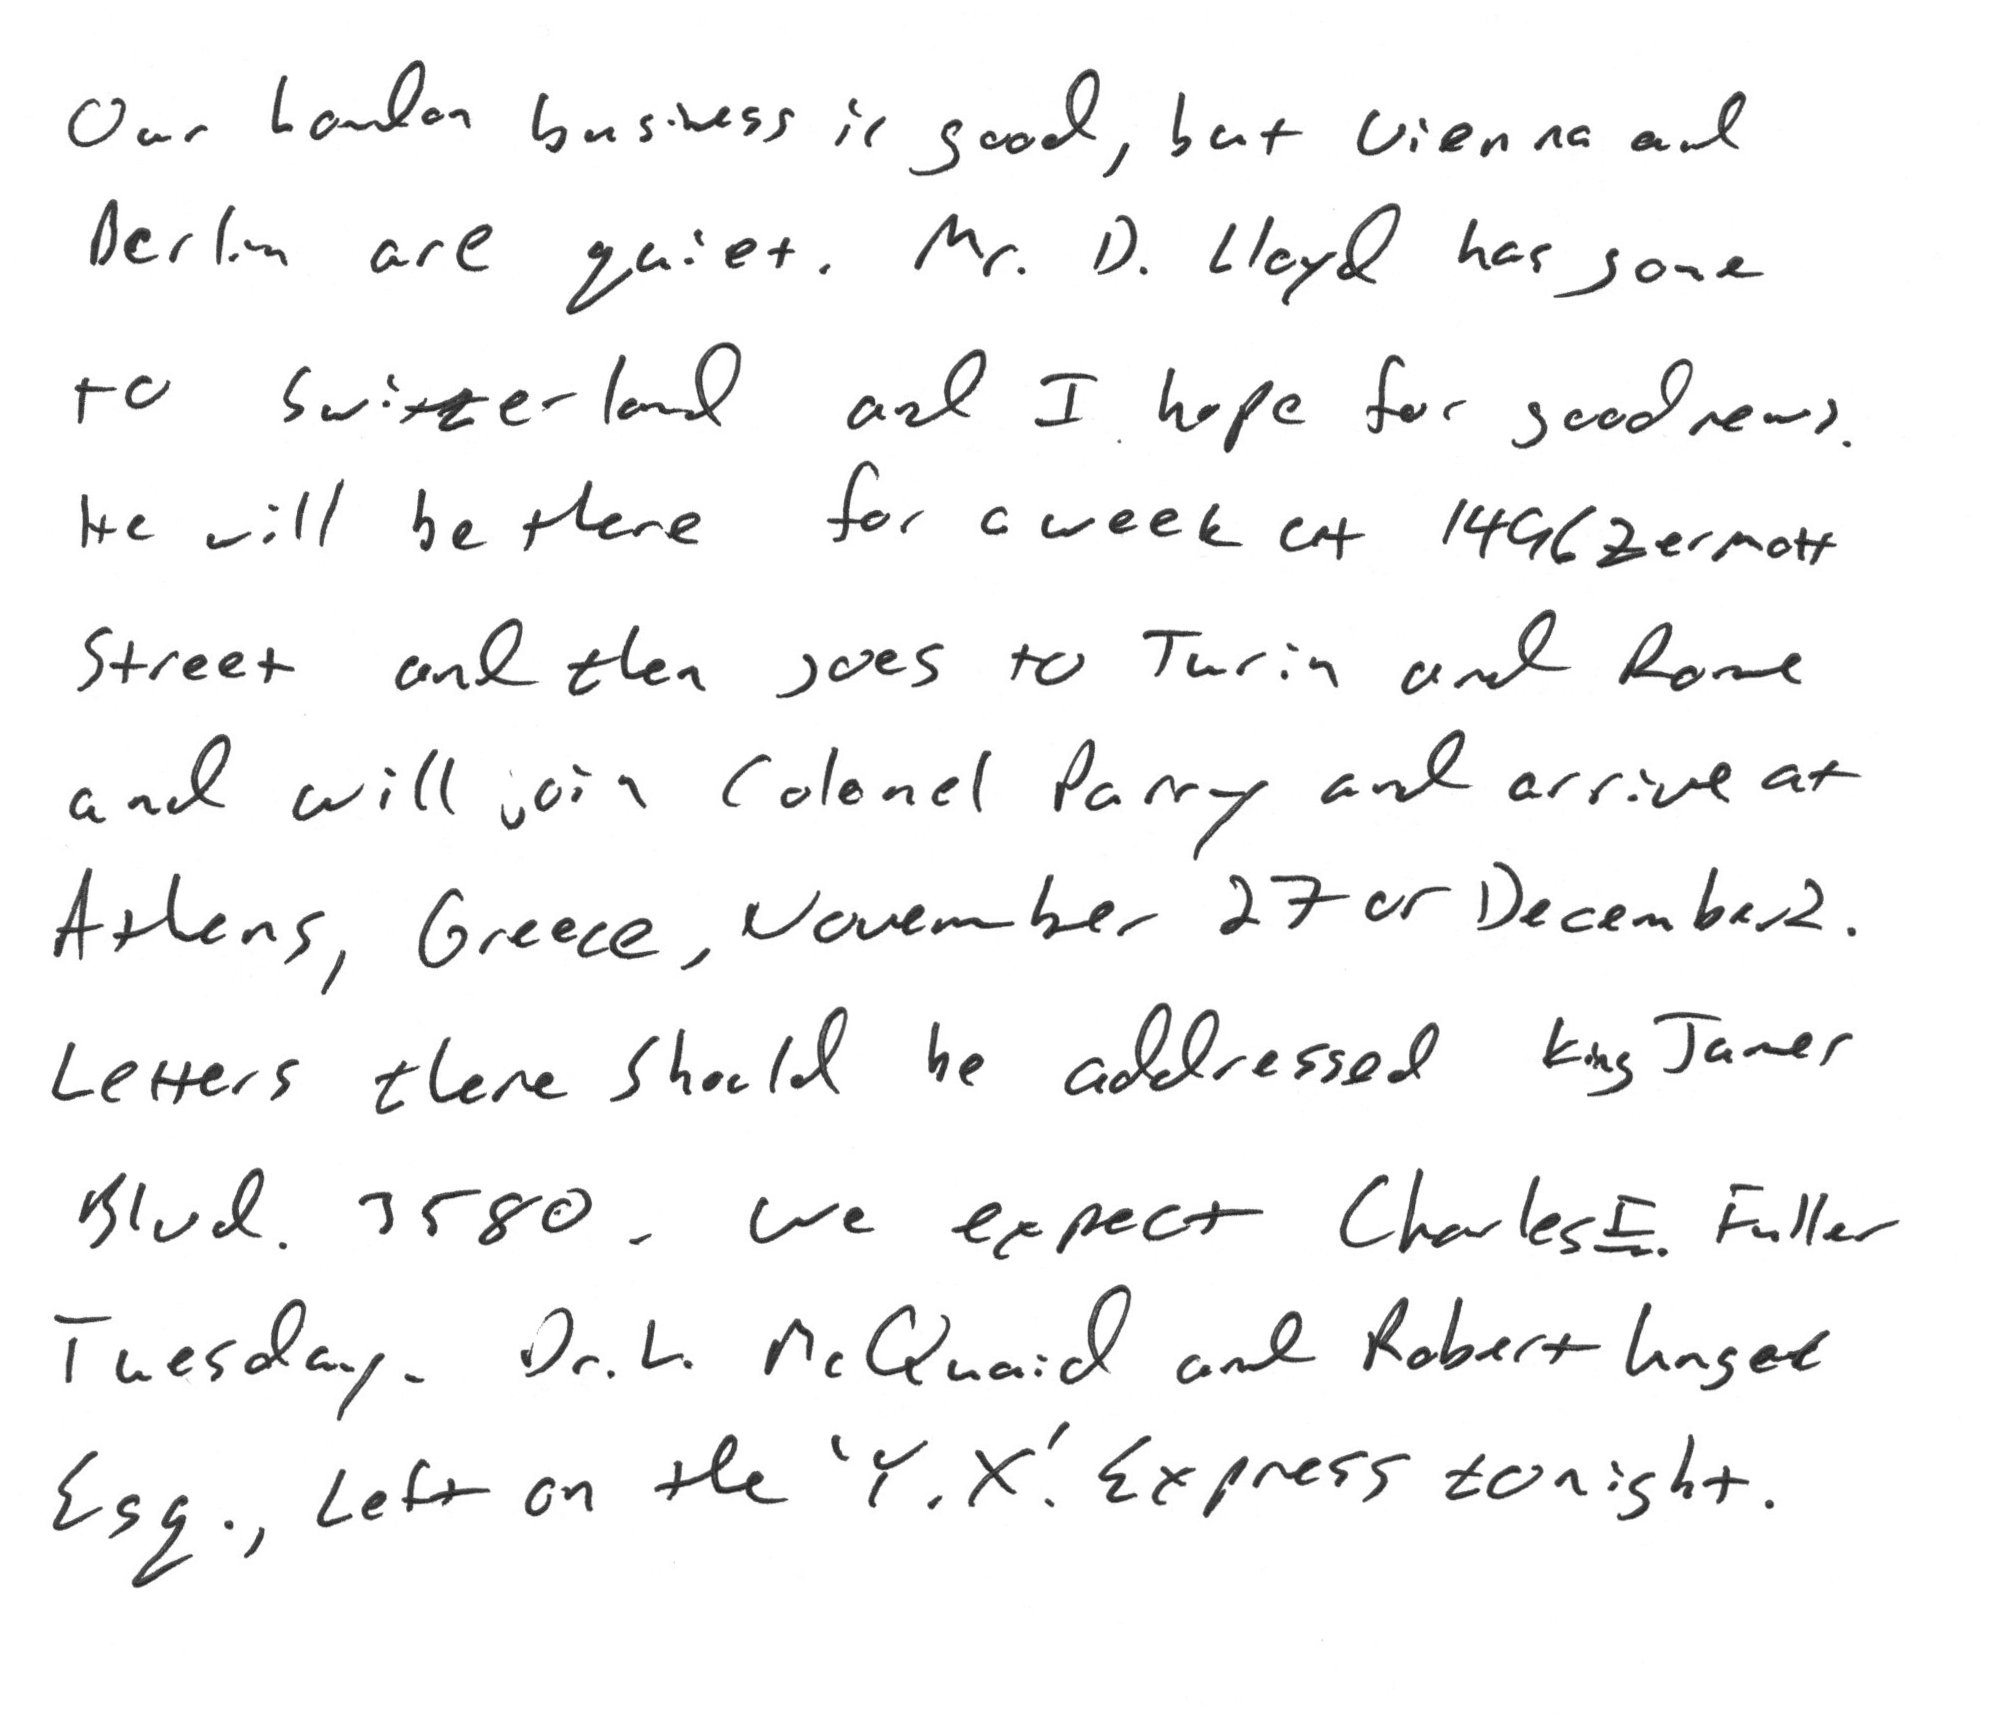 Our London business is good, but Vienna and
Berlin are quiet. Mr. D. Lloyd has gone
to Switzerland and I hope for good news.
He will be there for a week at 1496 Zermott
Street and then goes to Turin and Rome
and will join Colonel Parry and arrive at
Athens, Greece, November 27 or December 2.
Letters there should be addressed King James
Blvd. 3580. We expect Charles E. Fuller
Tuesday. Dr. L. McQuaid and Robert Unger
Esq., Left on the 'Y.X.' Express tonight.